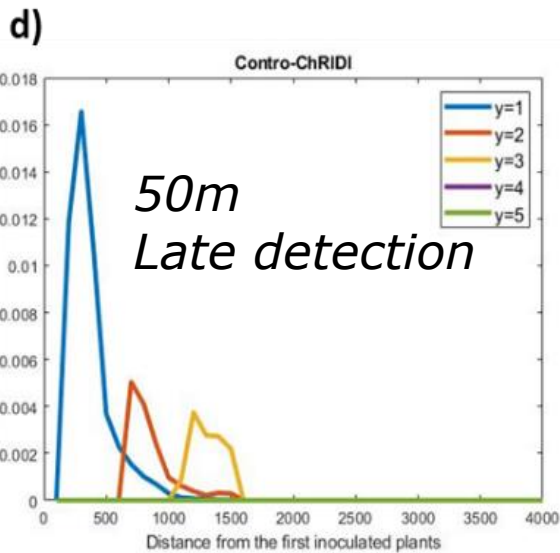 d)
Contro-ChRIDI
0.018
0.016
0.014
0.012
0.01
0.008
0.006
0.004
0.002
0
y=1
y=2
y=3
y=4
y=5
50m
Late detection
0 500 1000 1500 2000 2500 3000 3500 4000
Distance from the first inoculated plants